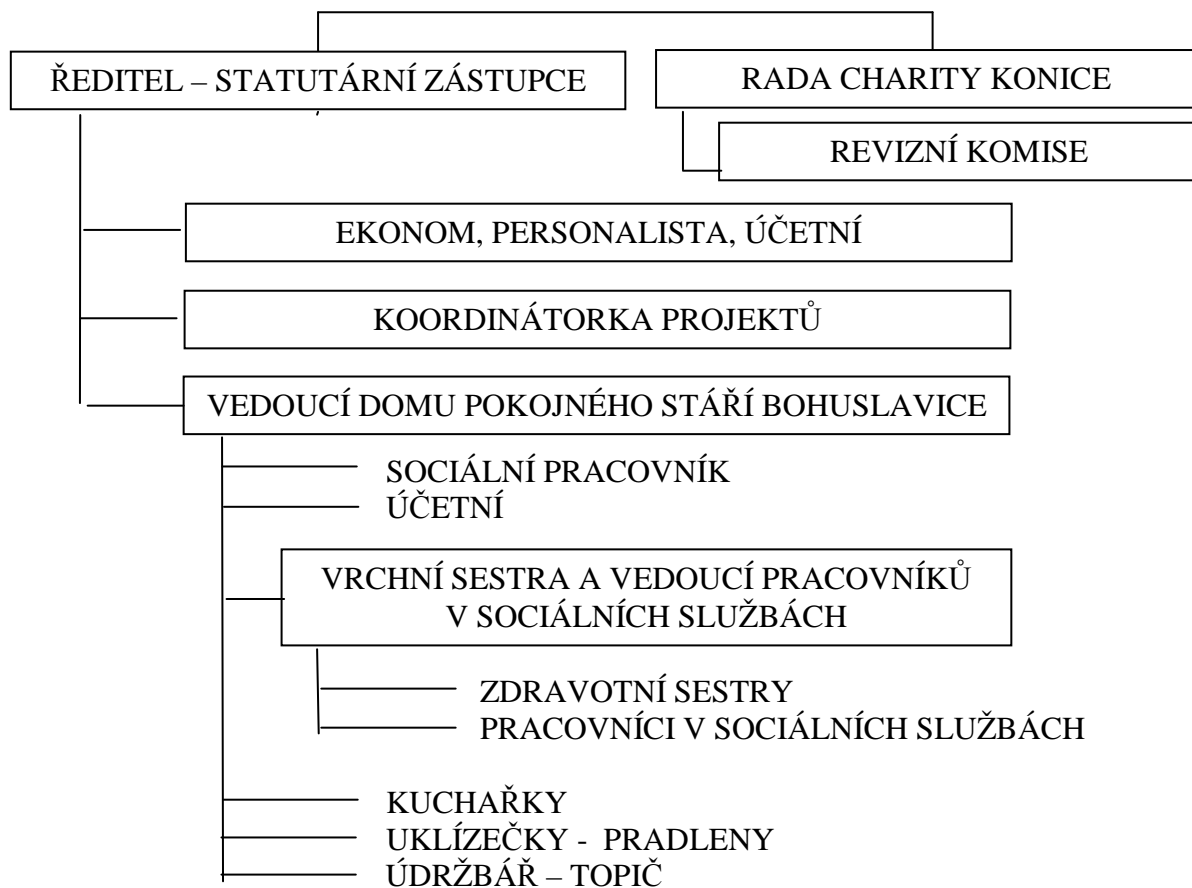 ŘEDITEL – STATUTÁRNÍ ZÁSTUPCE
RADA CHARITY KONICE
REVIZNÍ KOMISE
EKONOM, PERSONALISTA, ÚČETNÍ
KOORDINÁTORKA PROJEKTŮ
VEDOUCÍ DOMU POKOJNÉHO STÁŘÍ BOHUSLAVICE
SOCIÁLNÍ PRACOVNÍK
ÚČETNÍ
VRCHNÍ SESTRA A VEDOUCÍ PRACOVNÍKŮ
V SOCIÁLNÍCH SLUŽBÁCH
ZDRAVOTNÍ SESTRY
PRACOVNÍCI V SOCIÁLNÍCH SLUŽBÁCH
KUCHAŘKY
UKLÍZEČKY - PRADLENY
ÚDRŽBÁŘ – TOPIČ